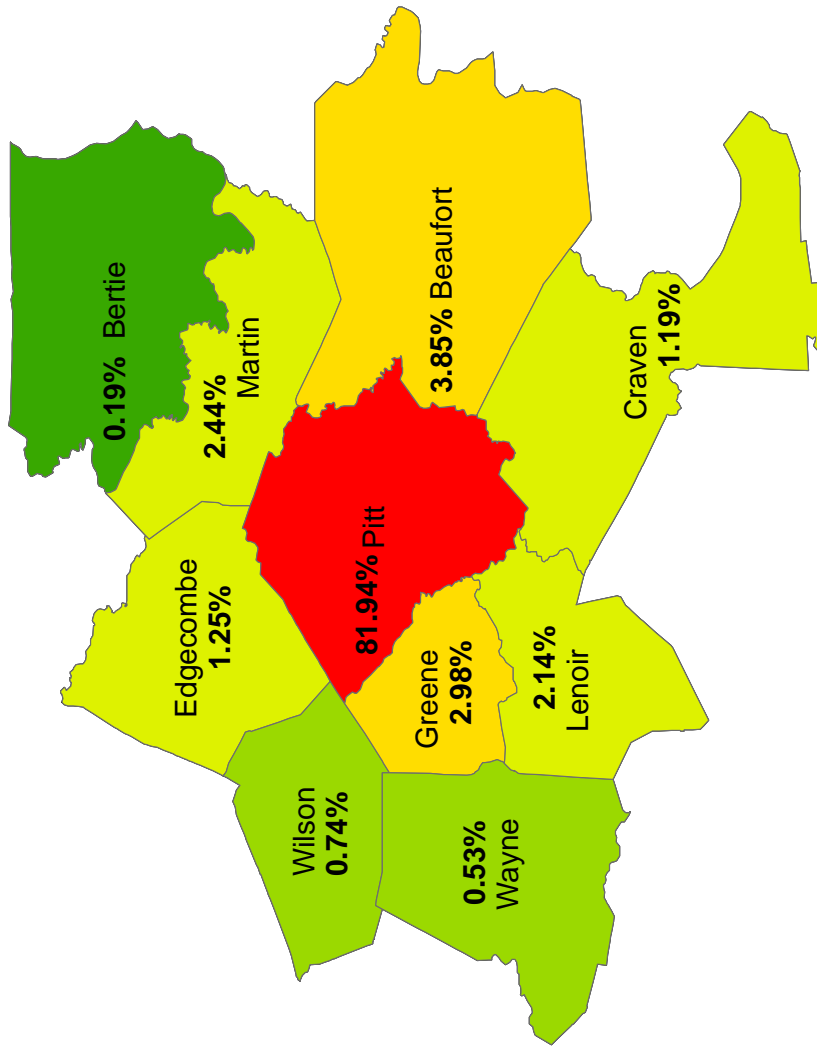 0.19% Bertie
2.44%
Martin
Edgecombe
1.25%
81.94% Pitt
3.85% Beaufort
Wilson
0.74%
Greene
2.98%
0.53%
Wayne
2.14%
Lenoir
Craven
1.19%